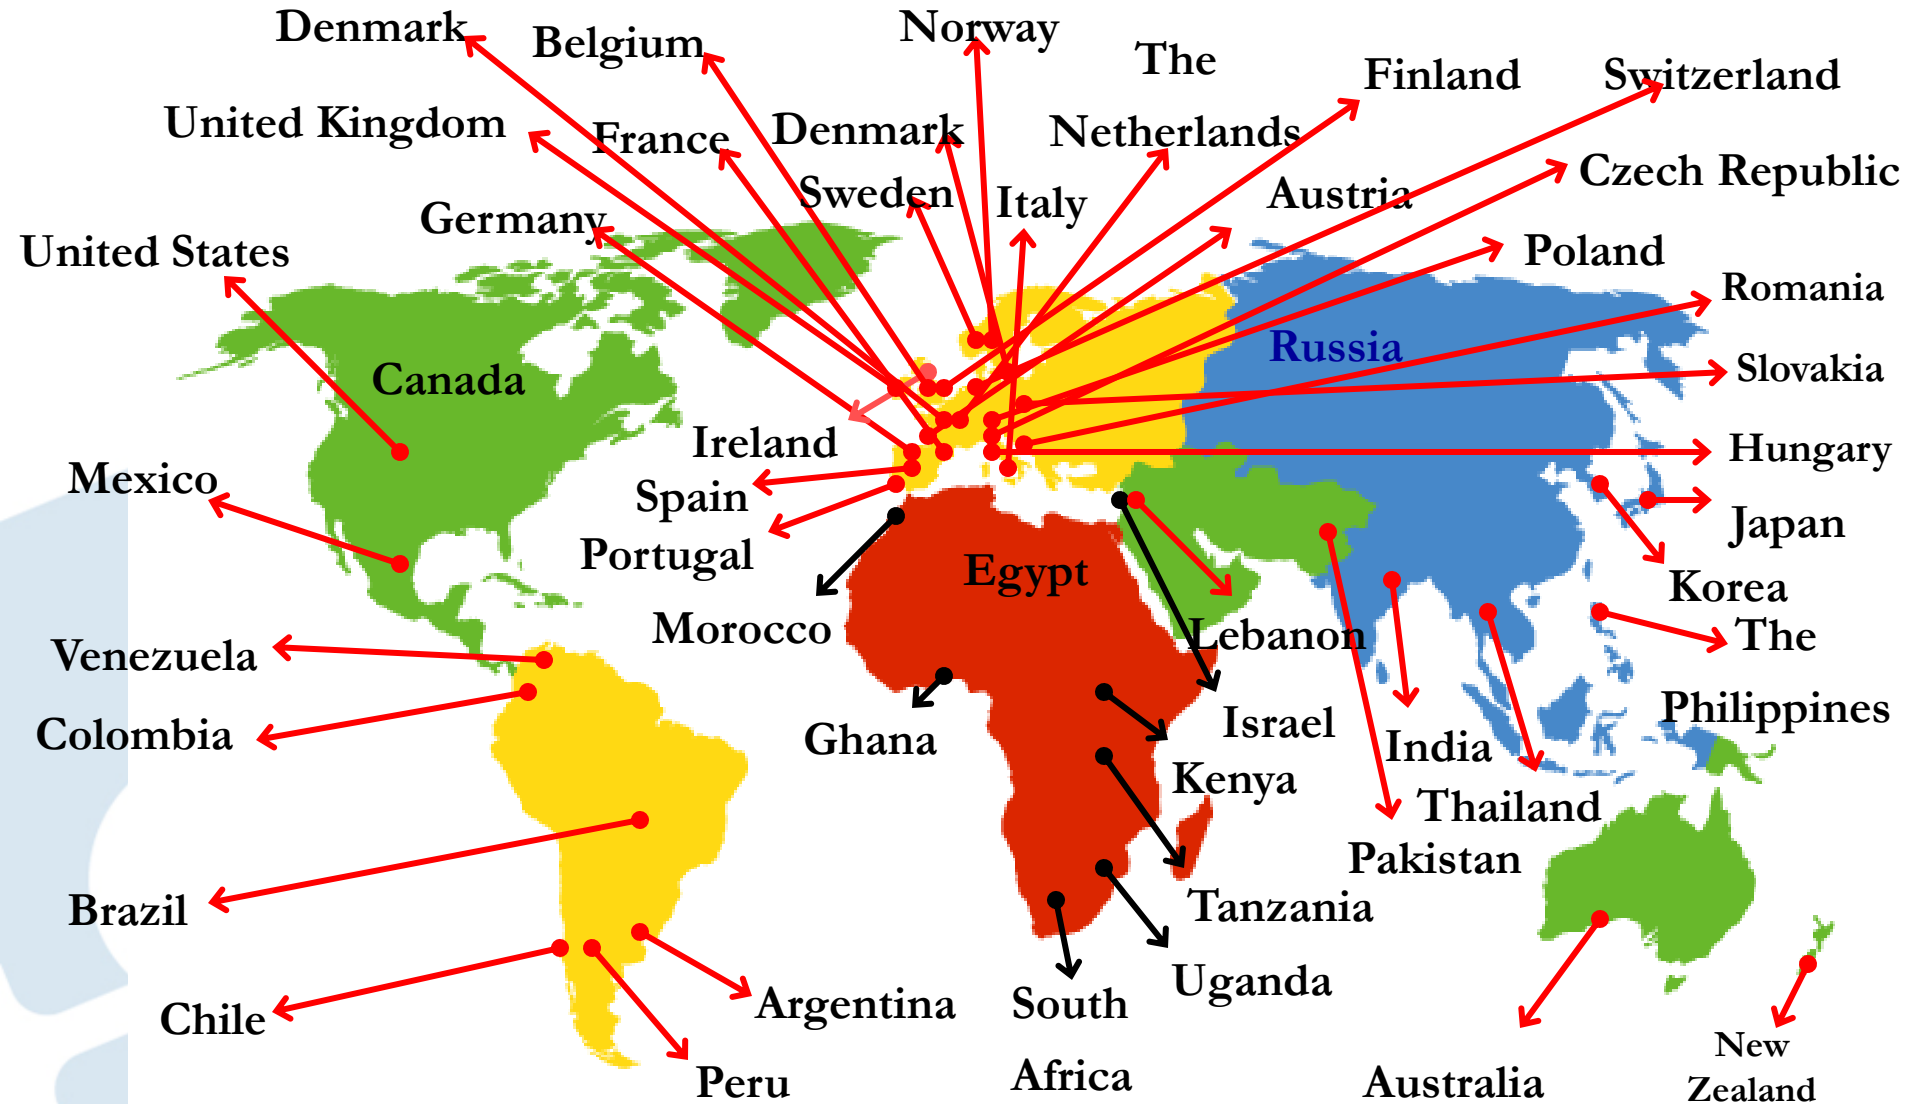 Denmark
Belgium
Norway
The
Netherlands
Finland
Switzerland
United Kingdom
France
Denmark
Czech Republic
Sweden
Italy
Austria
Germany
United States
Poland
Romania
Russia
Canada
Slovakia
Ireland
Hungary
Mexico
Spain
Japan
Portugal
Egypt
Korea
Morocco
Lebanon
The
Philippines
Venezuela
Colombia
Ghana
Israel
India
Kenya
Thailand
Pakistan
Brazil
Tanzania
Uganda
Chile
Argentina
South
Africa
Peru
Australia
New
Zealand